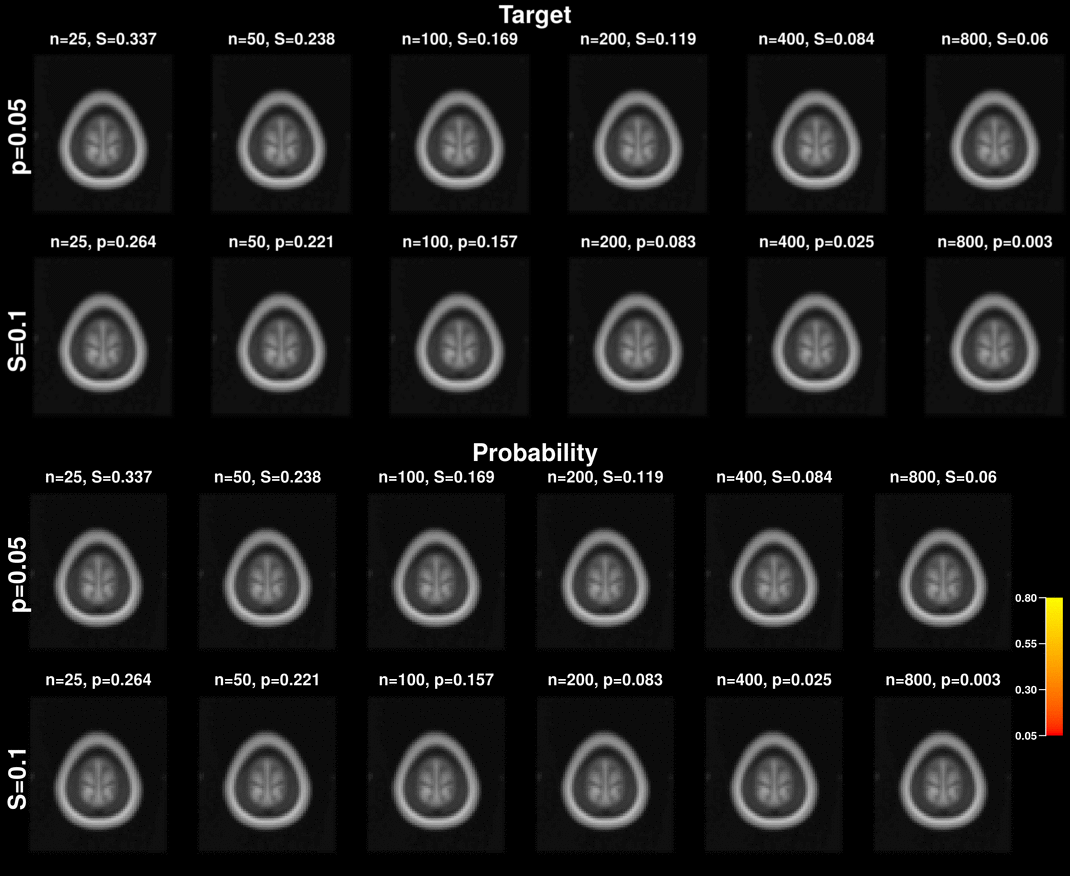 Target
n=25, S=0.337 n=50, S=0.238 n=100, S=0.169 n=200, S=0.119 n=400, S=0.084 n=800, S=0.06
p=0.05
n=25, p=0.264 n=50, p=0.221 n=100, p=0.157 n=200, p=0.083 n=400, p=0.025 n=800, p=0.003
S=0.1
Probability
n=25, S=0.337 n=50, S=0.238 n=100, S=0.169 n=200, S=0.119 n=400, S=0.084 n=800, S=0.06
p=0.05
0.80
0.55
n=25, p=0.264 n=50, p=0.221 n=100, p=0.157 n=200, p=0.083 n=400, p=0.025 n=800, p=0.003
0.30
0.05
S=0.1